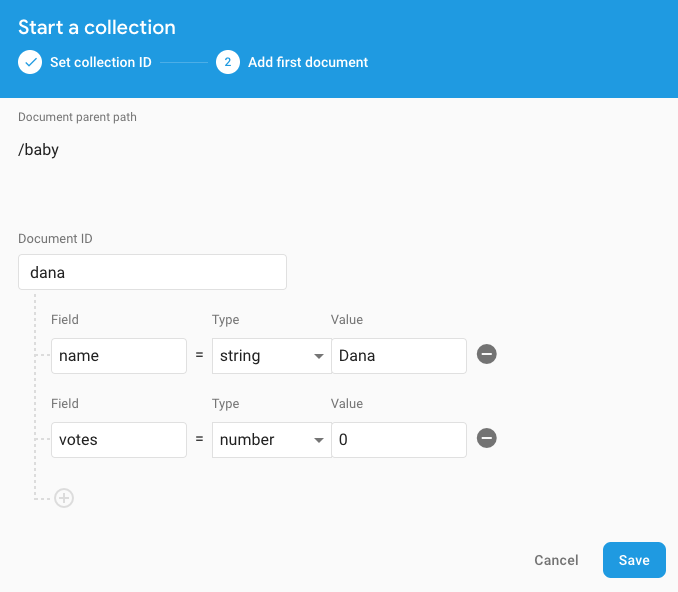 Start a collection
Set collection ID
2 Add first document
Document parent path
/baby
Document ID
dana
Field Type Value
name = string Dana
Field Type Value
votes = number 0
Cancel Save